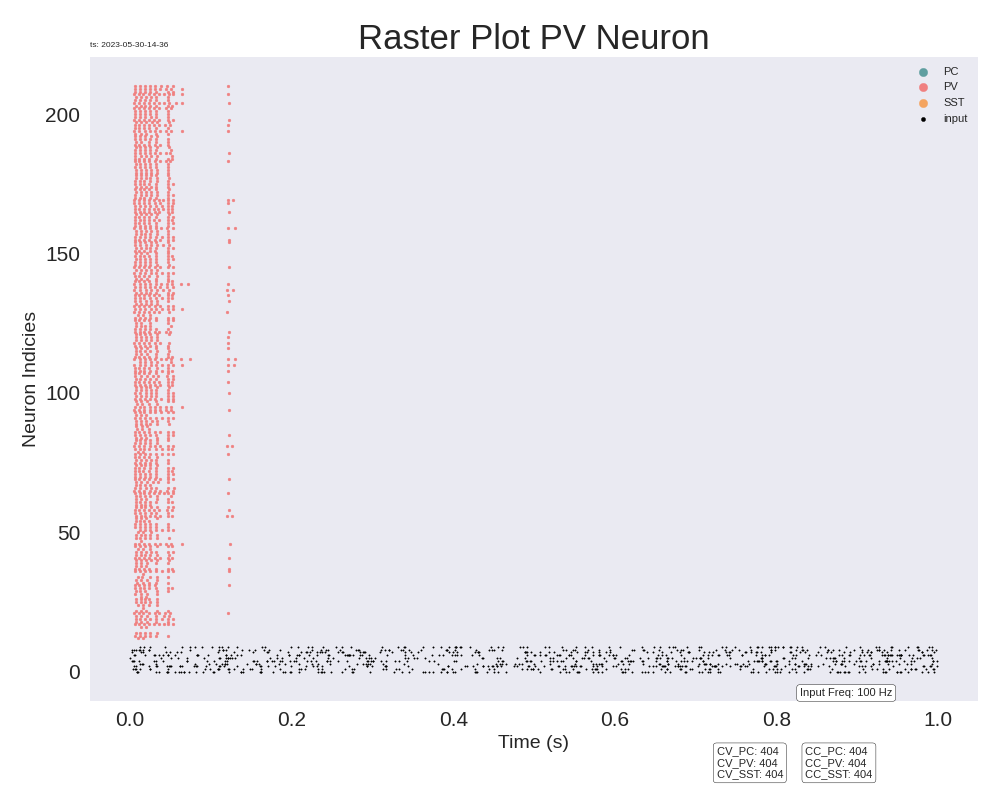 Raster Plot PV Neuron
ts: 2023-05-30-14-36
PC
PV
SST
input
200
150
100
50
0
Neuron Indicies
Input Freq: 100 Hz
0.0 0.2 0.4 0.6 0.8 1.0
Time (s)
CV_PC: 404
CV_PV: 404
CV_SST: 404
CC_PC: 404
CC_PV: 404
CC_SST: 404